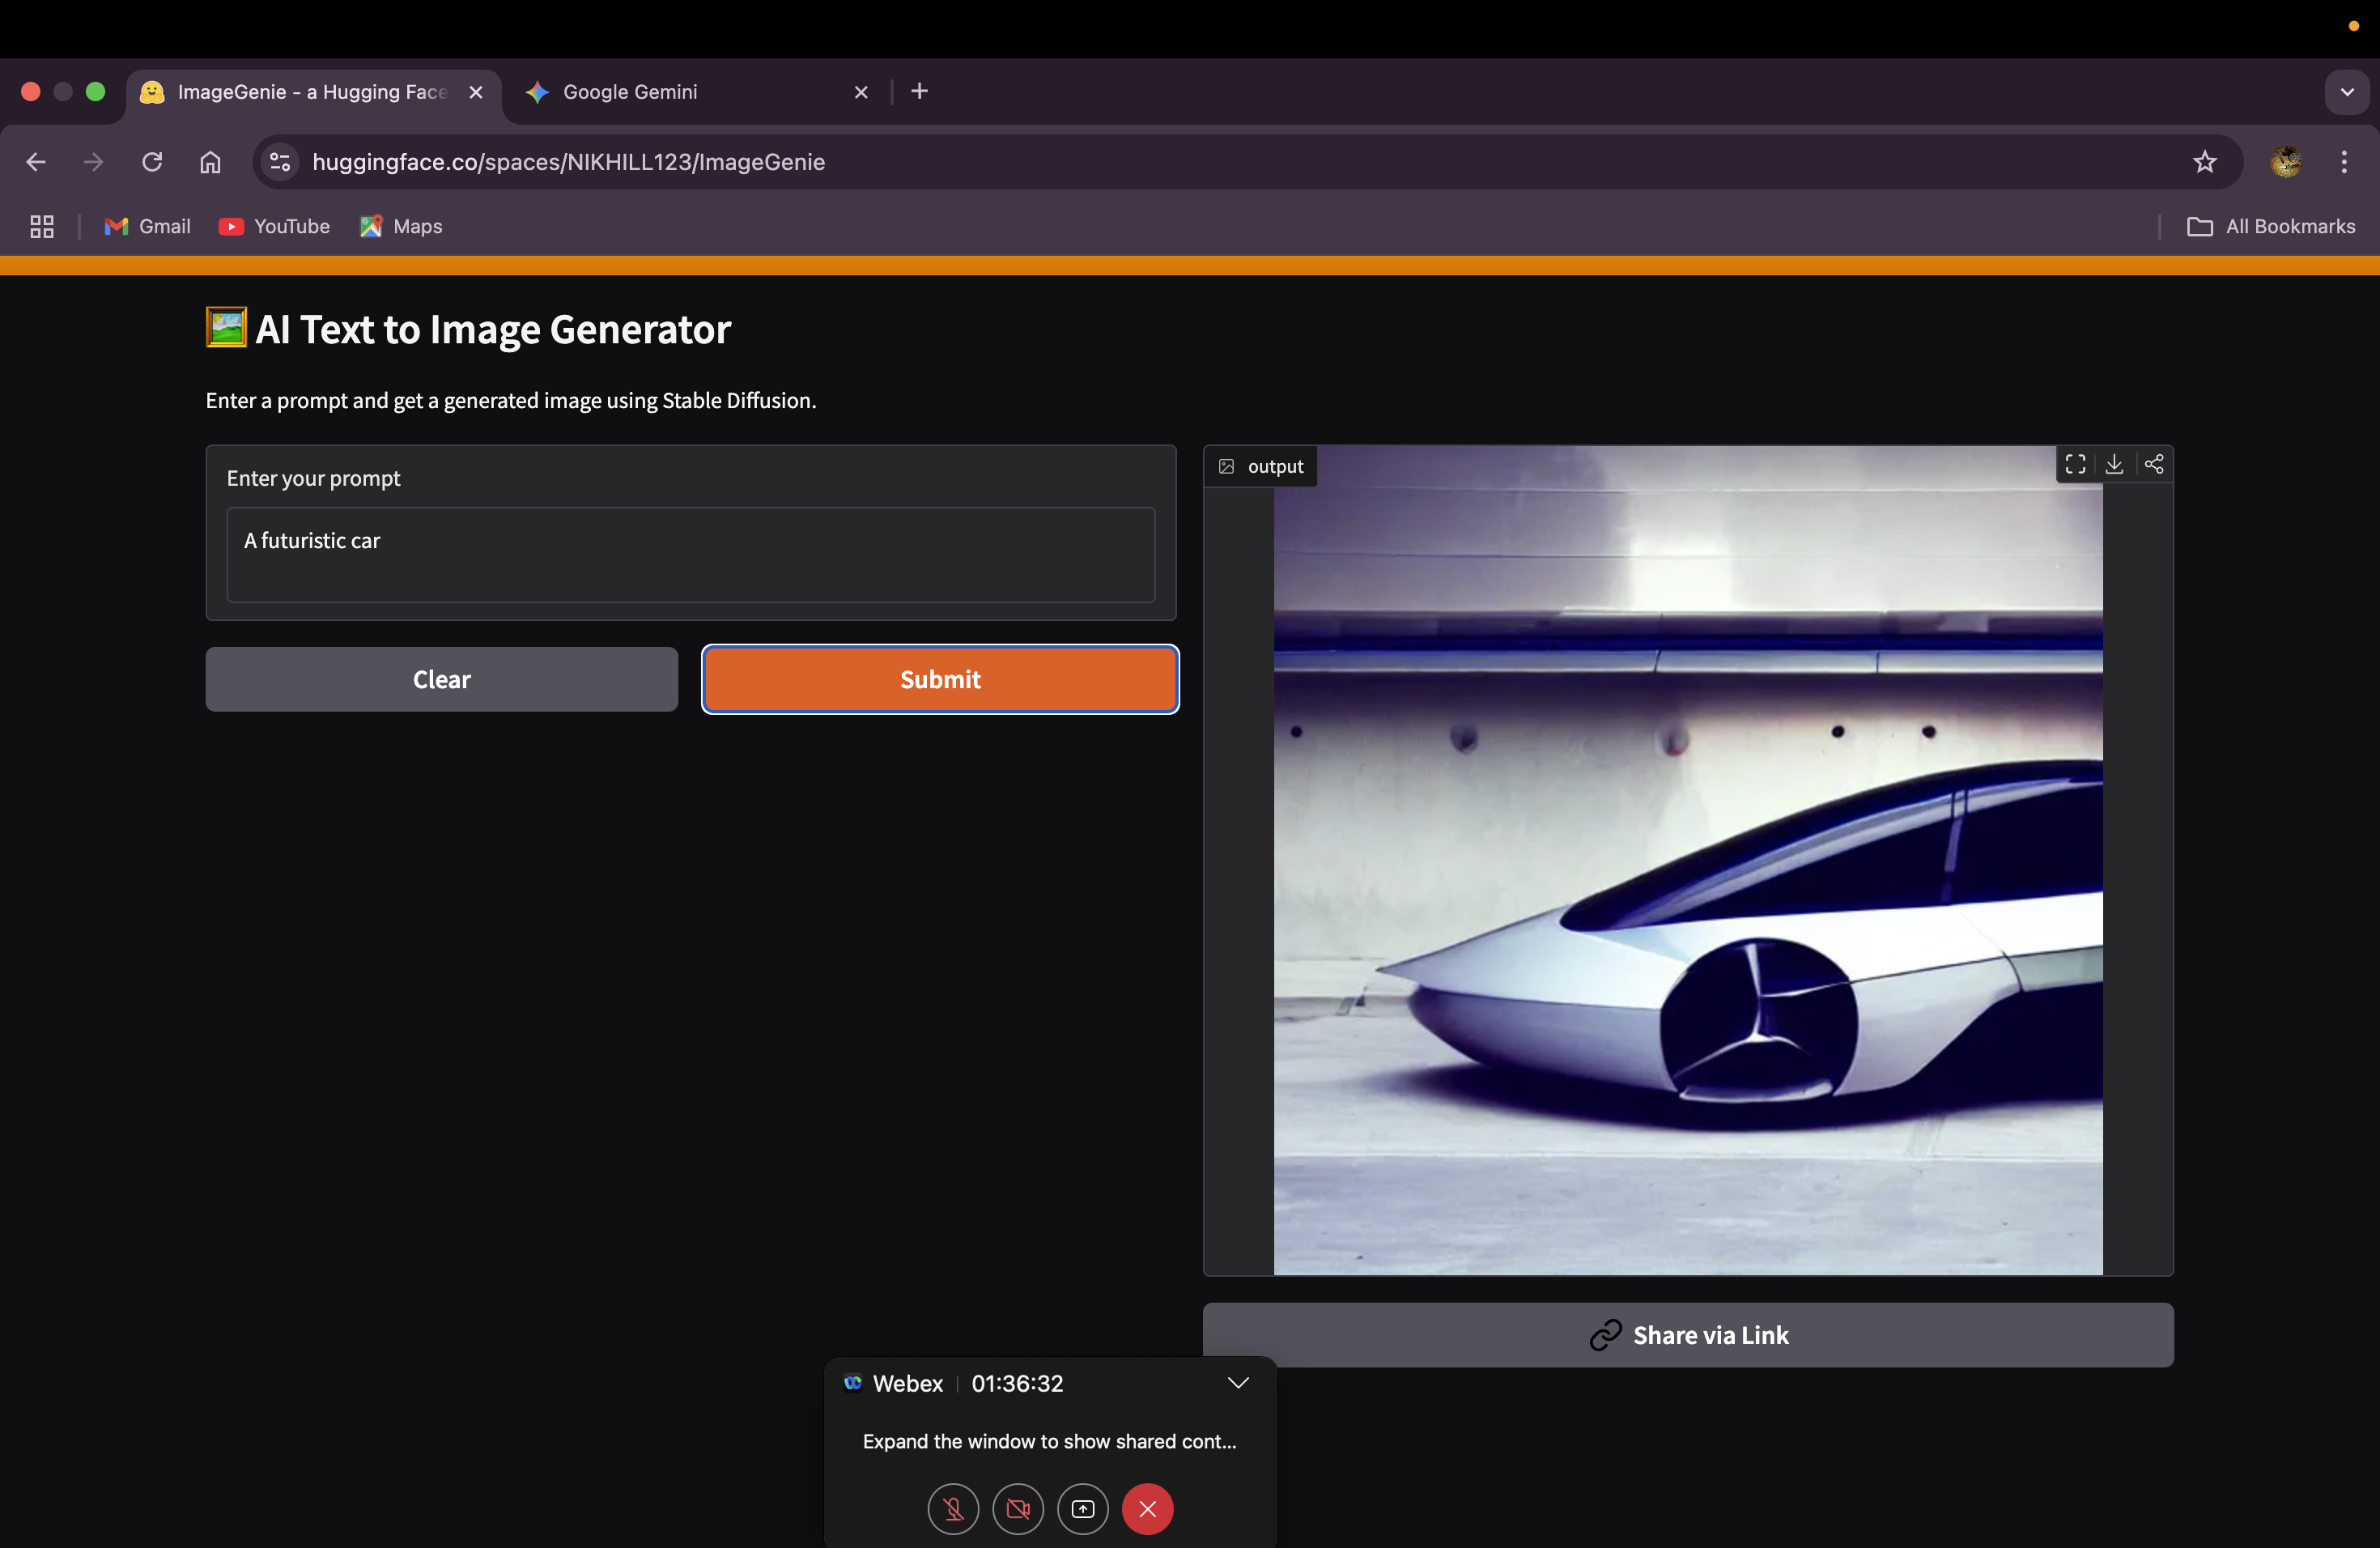 ImageGenie - a Hugging Face
Google Gemini
huggingface.co/spaces/NIKHILL123/ImageGenie
Gmail
YouTube
Maps
All Bookmarks
AI Text to Image Generator
Enter a prompt and get a generated image using Stable Diffusion.
Enter your prompt
A futuristic car
Clear
Submit
output
Share via Link
Webex | 01:36:32
Expand the window to show shared cont...